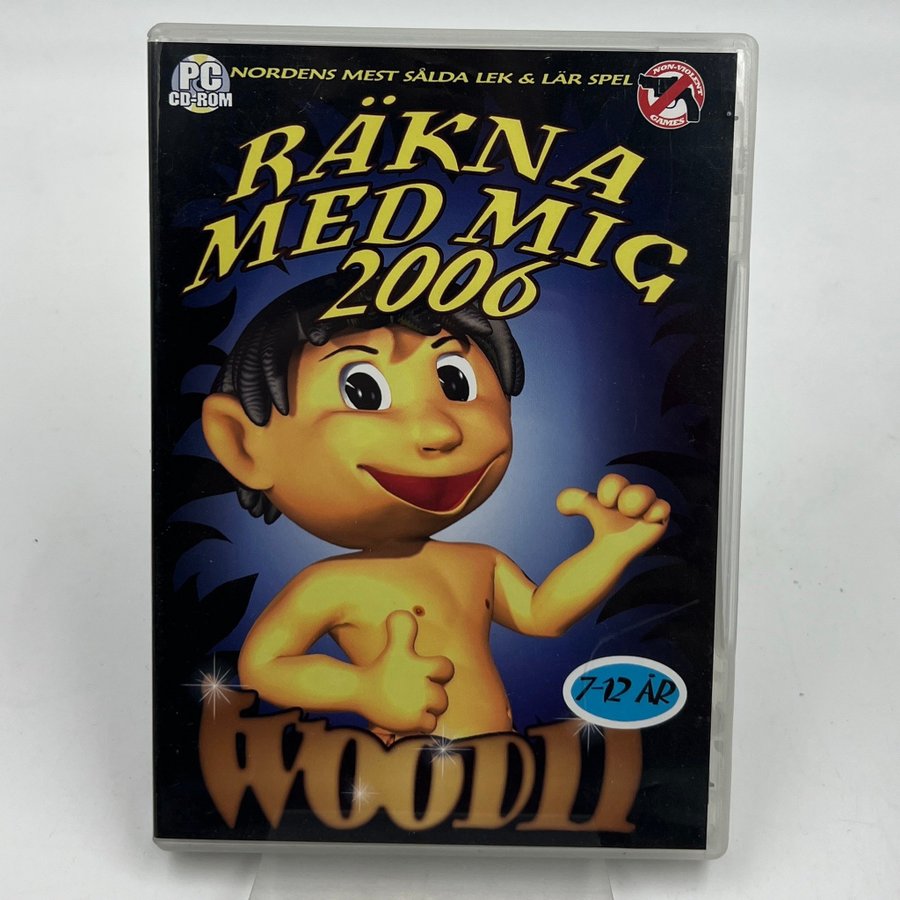 PC
CD-ROM
NORDENS MEST SÅLDA LEK & LÄR SPEL
NON-VIOLENT
GAMES
RÄKNA
MED MIG
2006
7-12 ÅR
WOODII